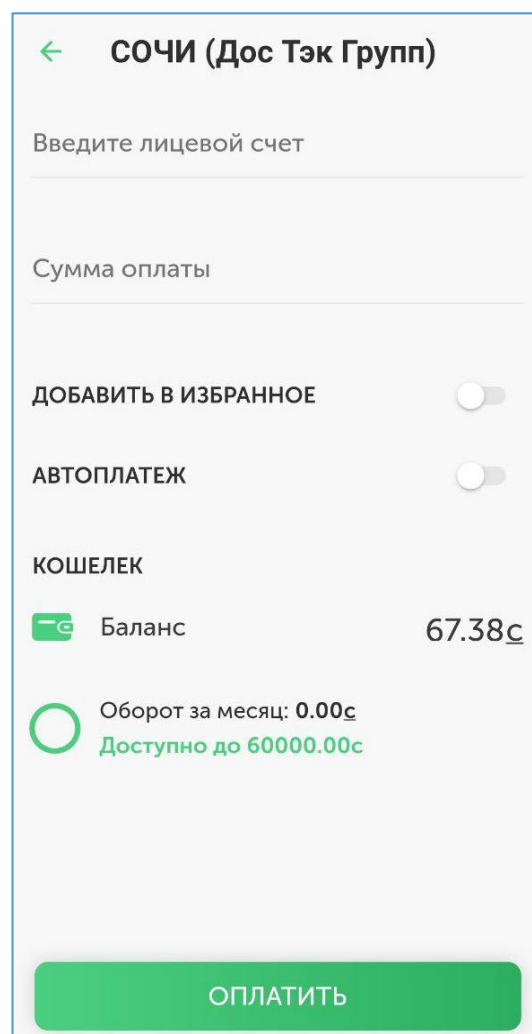 СОЧИ (Дос Тэк Групп)
Введите лицевой счет
Сумма оплаты
ДОБАВИТЬ В ИЗБРАННОЕ
АВТОПЛАТЕЖ
КОШЕЛЕК
Баланс 67.38с
Оборот за месяц: 0.00с
Доступно до 60000.00с
ОПЛАТИТЬ